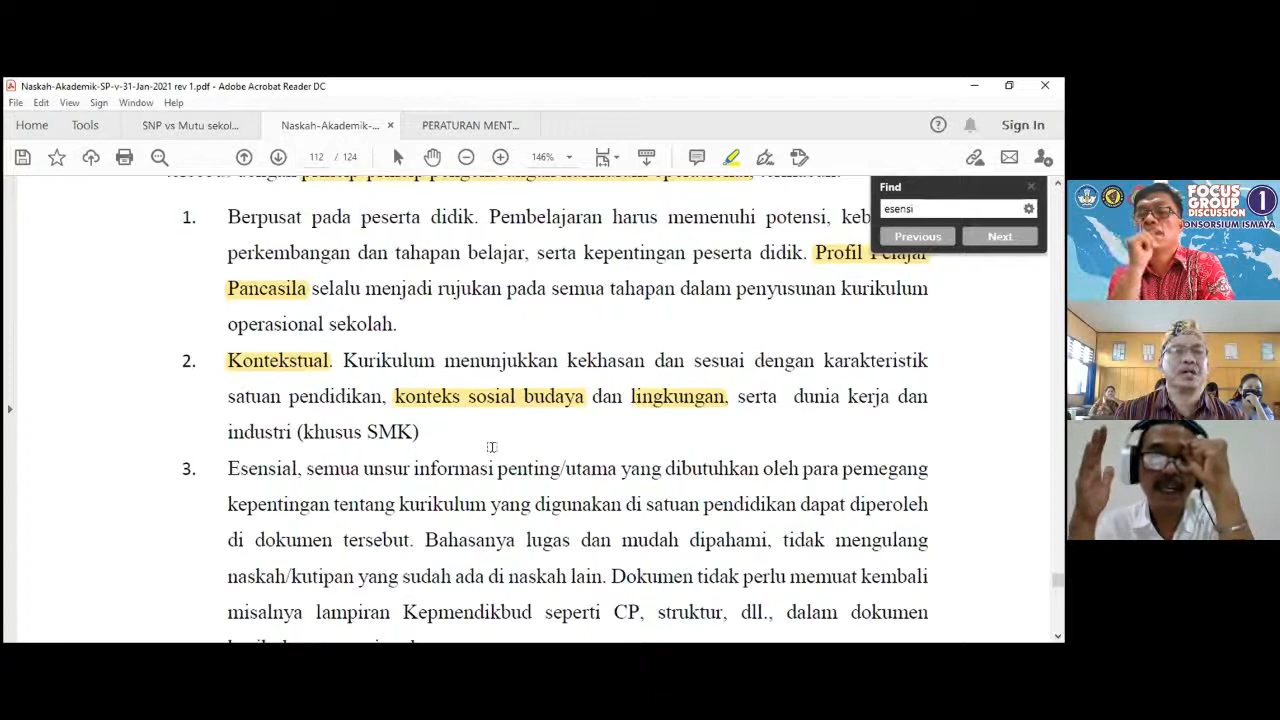 Naskah-Akademik-SP-v-31-Jan-2021 rev 1.pdf - Adobe Acrobat Reader DC
File Edit View Sign Window Help
Home Tools SNP vs Mutu sekol... Naskah-Akademik-... PERATURAN MENT... Sign In
112 / 124 146%
Find
esensi
Previous Next
1. Berpusat pada peserta didik. Pembelajaran harus memenuhi potensi,
perkembangan dan tahapan belajar, serta kepentingan peserta didik. Profil Pelajar
Pancasila selalu menjadi rujukan pada semua tahapan dalam penyusunan kurikulum
operasional sekolah.
2. Kontekstual. Kurikulum menunjukkan kekhasan dan sesuai dengan karakteristik
satuan pendidikan, konteks sosial budaya dan lingkungan, serta dunia kerja dan
industri (khusus SMK)
3. Esensial, semua unsur informasi penting/utama yang dibutuhkan oleh para pemegang
kepentingan tentang kurikulum yang digunakan di satuan pendidikan dapat diperoleh
di dokumen tersebut. Bahasanya lugas dan mudah dipahami, tidak mengulang
naskah/kutipan yang sudah ada di naskah lain. Dokumen tidak perlu memuat kembali
misalnya lampiran Kepmendikbud seperti CP, struktur, dll., dalam dokumen
FOCUS
GROUP
DISCUSSION 1
ONSORSIUM ISMAYA